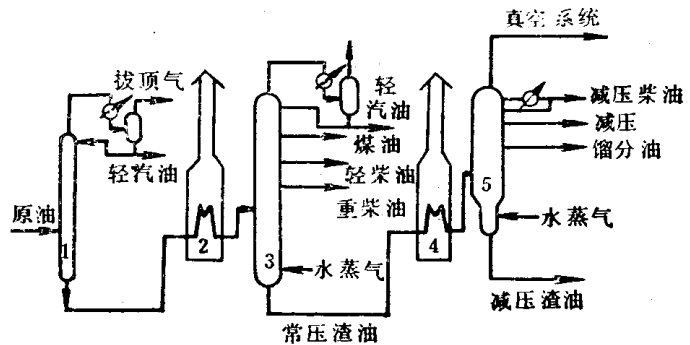 真空系统
拔顶气
轻
汽油
减压柴油
煤油
减压
轻汽油
轻柴油
馏分油
原油
重柴油
1
2
3
4
5
水蒸气
水蒸气
常压渣油
减压渣油